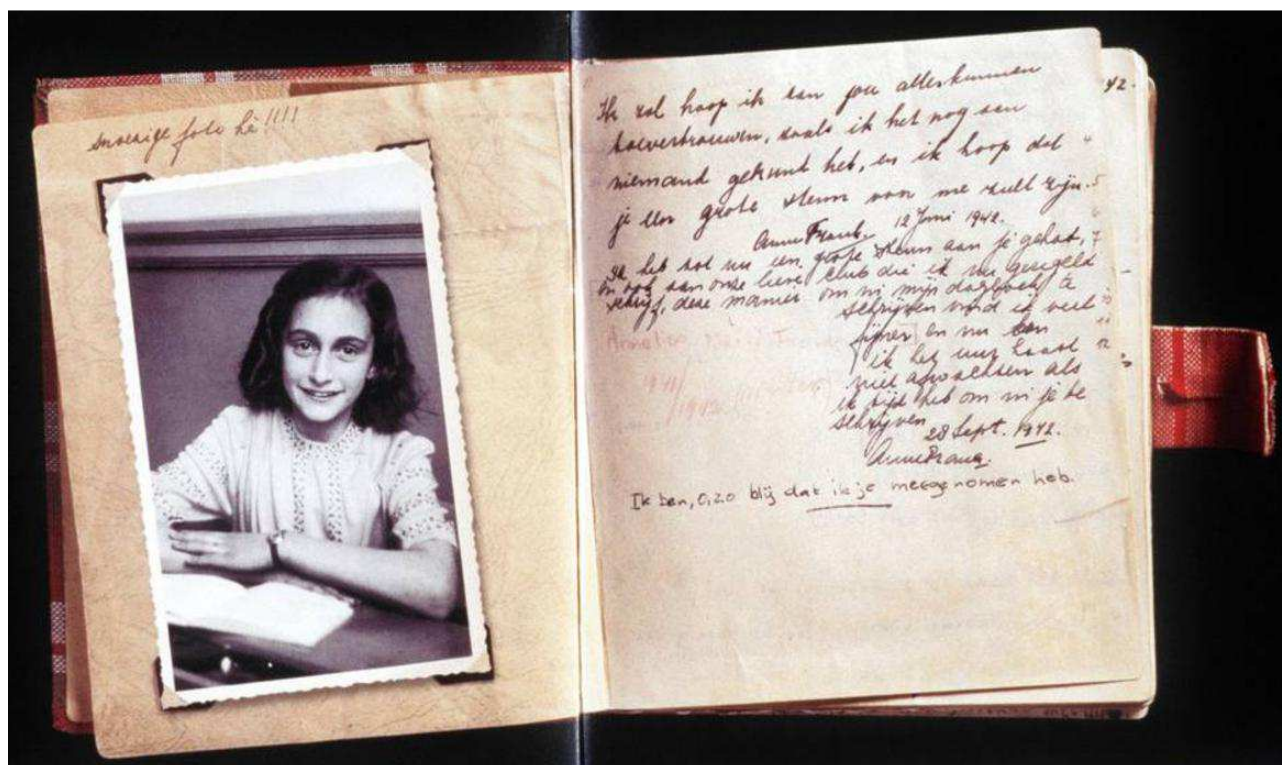 snoezige foto hè!!!!
Ik zal hoop ik aan jou alles kunnen
toevertrouwen, zoals ik het nog aan
niemand gekund heb, en ik hoop dat
je een grote steun voor me zult zijn.
Anne Frank. 12 Juni 1942.
Ik heb tot nu een grote steun aan je gehad,
en ook aan onze lieve club die ik nu geregeld
schrijf, deze manier om in mijn dagboek te
schrijven vind ik veel
fijner en nu kan
ik het uur haast
niet afwachten als
ik tijd heb om in je te
schrijven
28 Sept. 1942.
Anne Frank.
Ik ben, o, zo blij dat ik je meegenomen heb.
42.